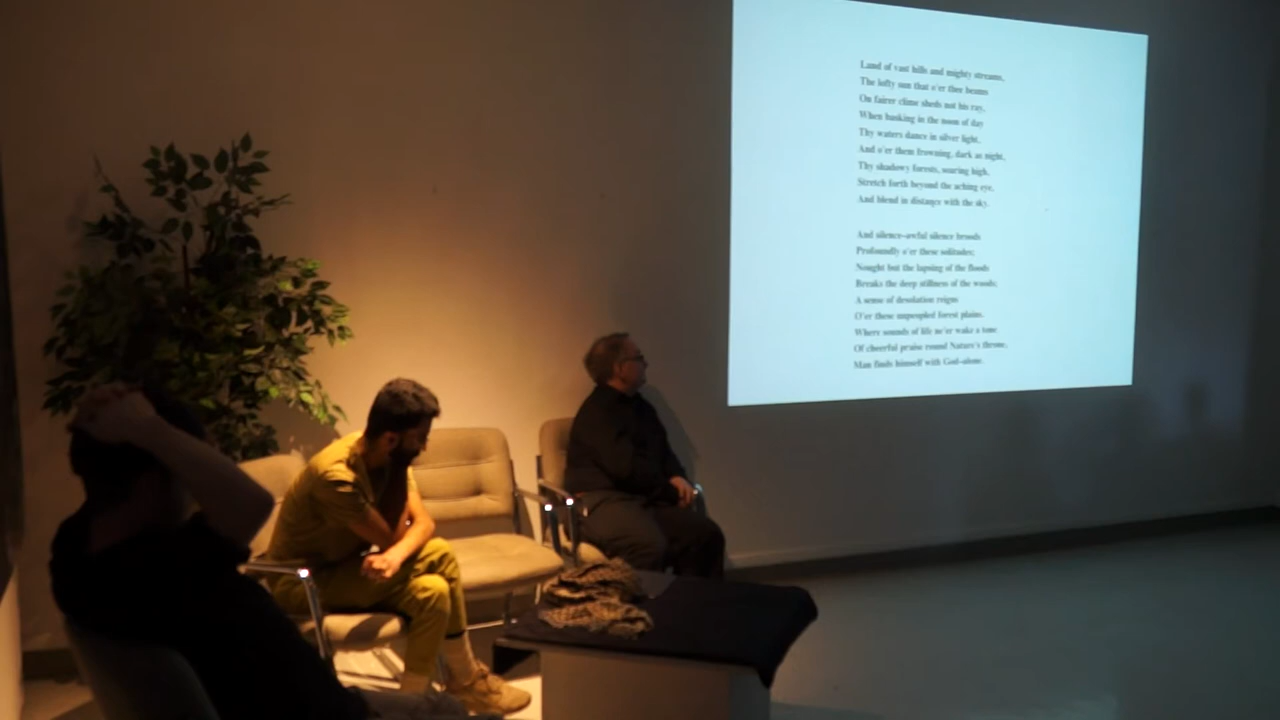 Land of vast hills and mighty streams,
The lofty sun that o'er thee beams
On fairer clime sheds not his ray,
When basking in the noon of day
Thy waters dance in silver light,
And o'er them frowning, dark as night,
Thy shadowy forests, soaring high,
Stretch forth beyond the aching eye,
And blend in distance with the sky.
And silence–awful silence broods
Profoundly o'er these solitudes;
Nought but the lapsing of the floods
Breaks the deep stillness of the woods;
A sense of desolation reigns
O'er these unpeopled forest plains.
Where sounds of life ne'er wake a tone
Of cheerful praise round Nature's throne,
Man finds himself with God–alone.